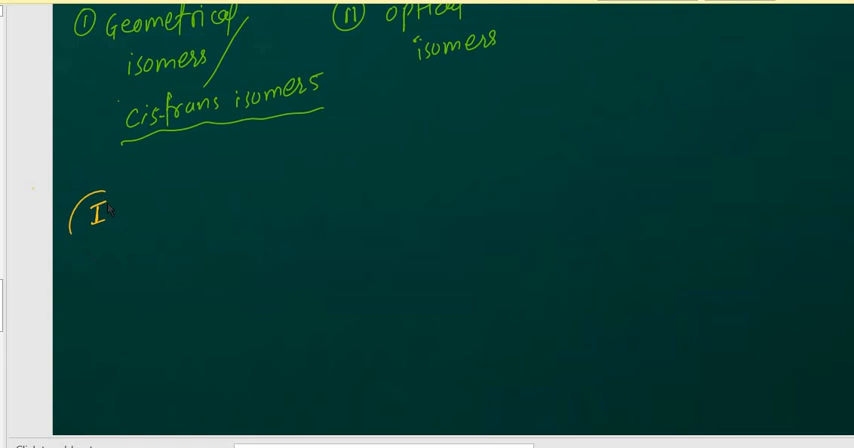 (I) Geometrical
isomers /
cis-trans isomers
(II) optical
isomers
(I